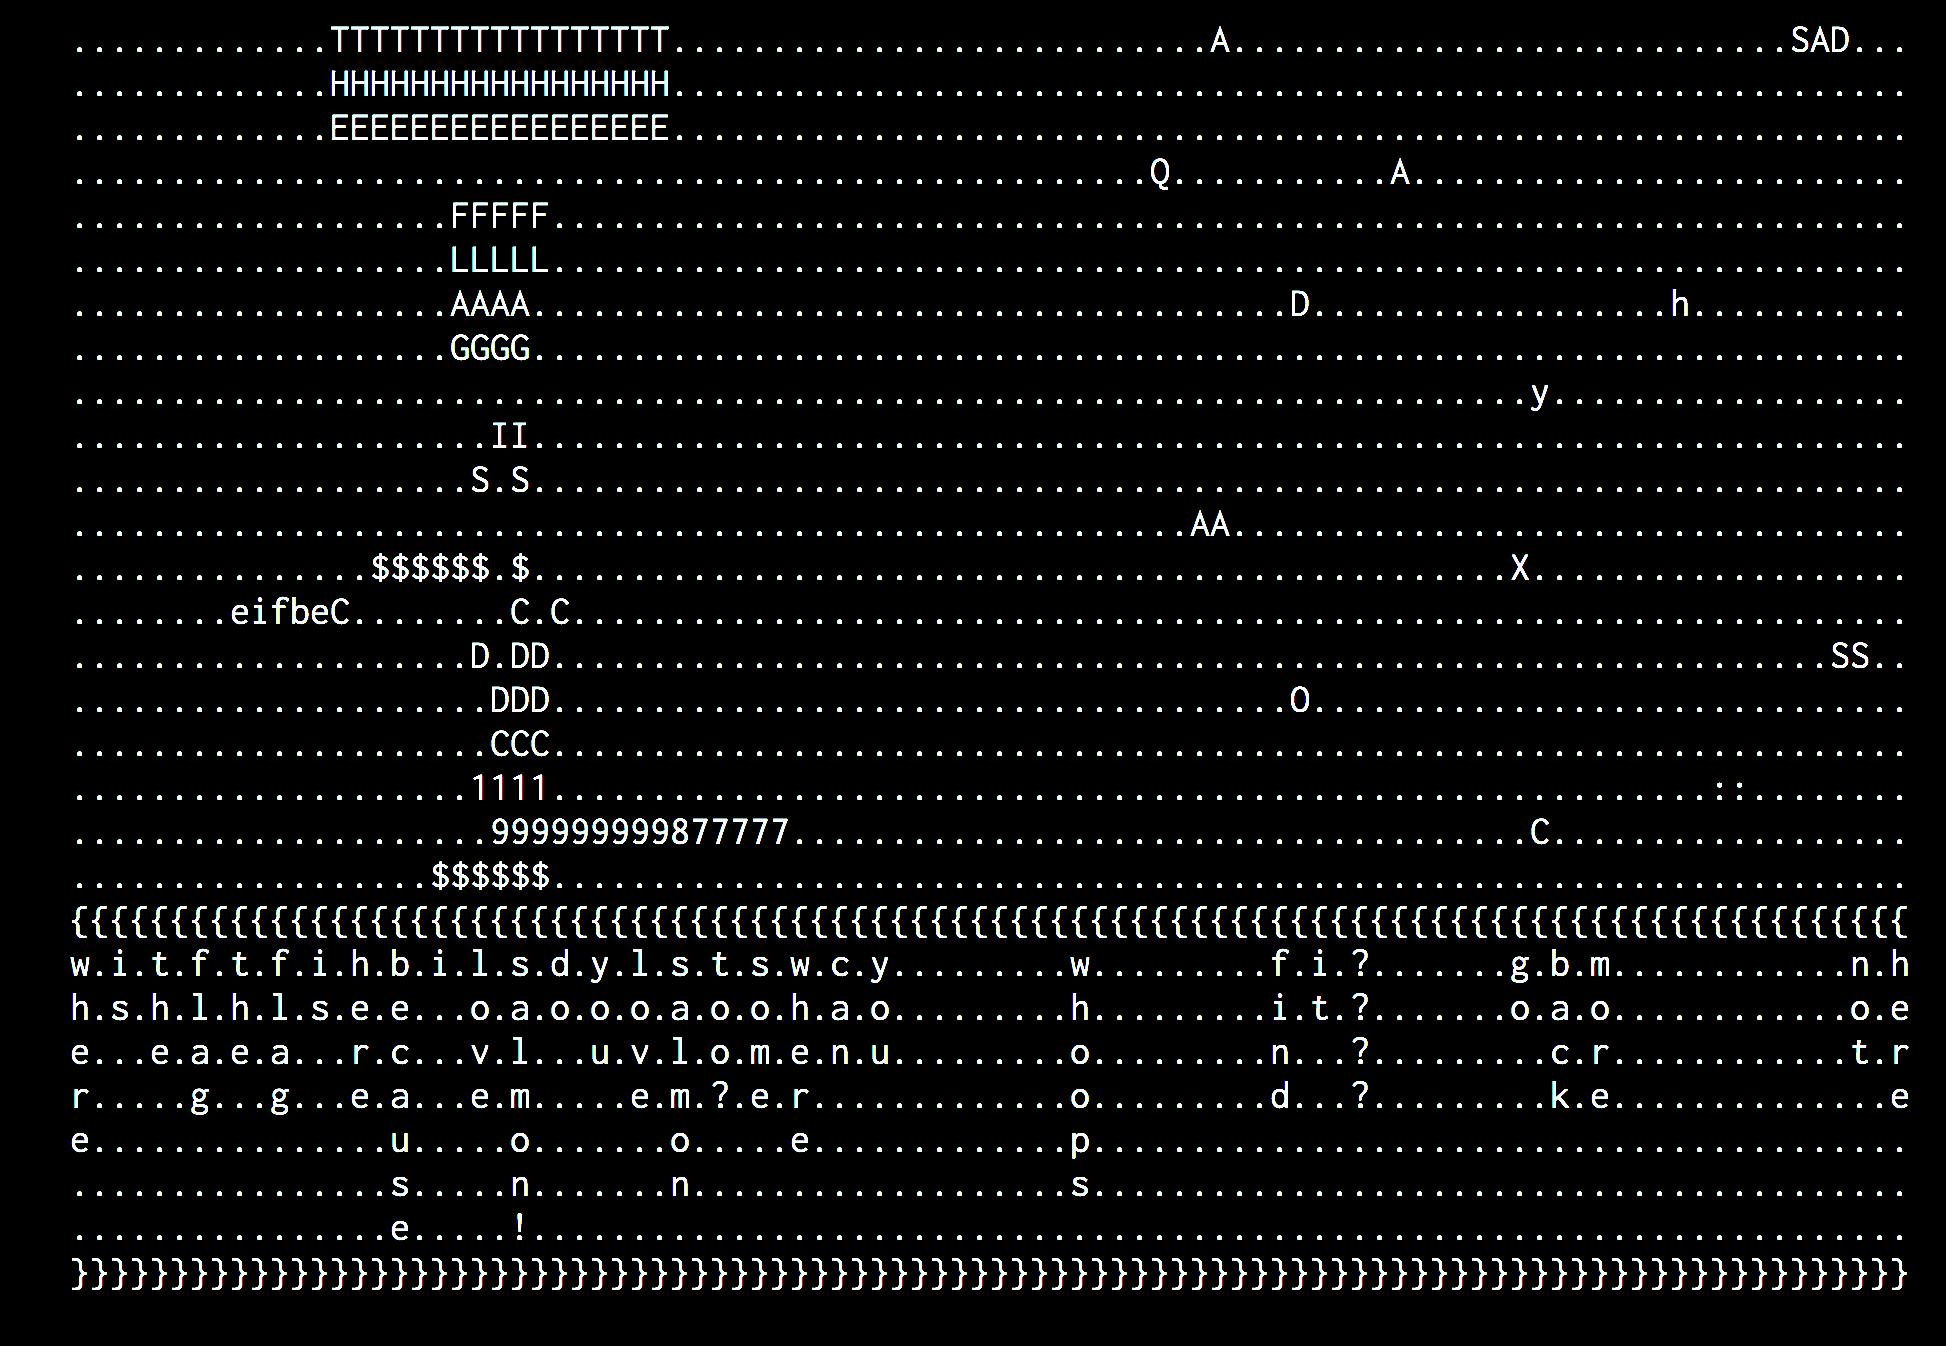 .............TTTTTTTTTTTTTTTTT...........................A............................SAD...
.............HHHHHHHHHHHHHHHHH..............................................................
.............EEEEEEEEEEEEEEEEE..............................................................
......................................................Q...........A.........................
...................FFFFF....................................................................
...................LLLLL....................................................................
...................AAAA......................................D..................h...........
...................GGGG.....................................................................
.........................................................................y..................
.....................II.....................................................................
....................S.S.....................................................................
........................................................AA..................................
...............$$$$$$.$.................................................X...................
........eifbeC........C.C...................................................................
....................D.DD................................................................SS..
.....................DDD.....................................O..............................
.....................CCC....................................................................
....................1111..........................................................::........
.....................999999999877777.....................................C..................
..................$$$$$$....................................................................
{{{{{{{{{{{{{{{{{{{{{{{{{{{{{{{{{{{{{{{{{{{{{{{{{{{{{{{{{{{{{{{{{{{{{{{{{{{{{{{{{{{{{{{{{{{{
w.i.t.f.t.f.i.h.b.i.l.s.d.y.l.s.t.s.w.c.y.........w.........f.i.?.......g.b.m............n.h
h.s.h.l.h.l.s.e.e...o.a.o.o.o.a.o.o.h.a.o.........h.........i.t.?.......o.a.o............o.e
e...e.a.e.a...r.c...v.l...u.v.l.o.m.e.n.u.........o.........n...?.........c.r............t.r
r.....g...g...e.a...e.m.....e.m.?.e.r.............o.........d...?.........k.e..............e
e...............u.....o.......o.....e.............p.........................................
................s.....n.......n...................s.........................................
................e.....!.....................................................................
}}}}}}}}}}}}}}}}}}}}}}}}}}}}}}}}}}}}}}}}}}}}}}}}}}}}}}}}}}}}}}}}}}}}}}}}}}}}}}}}}}}}}}}}}}}}